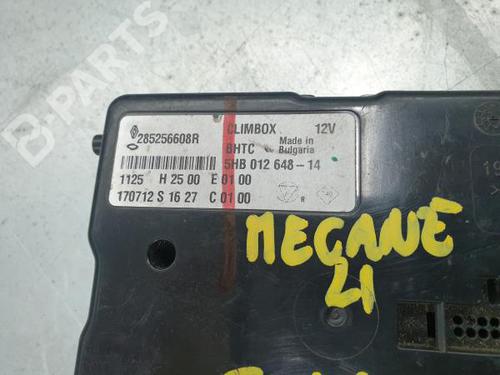 B-PARTS
285256608R CLIMBOX 12V
BHTC Made in
Bulgaria
5HB 012 648-14
1125 H 25 00 E 01 00
170712 S 16 27 C 01 00
R
MEGANE
21